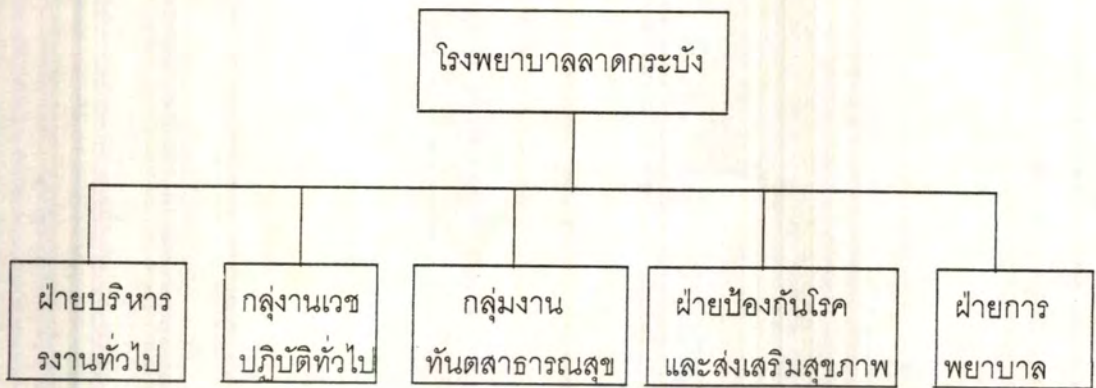 โรงพยาบาลลาดกระบัง
ฝ่ายบริหาร
รงานทั่วไป
กลุ่งานเวช
ปฏิบัติทั่วไป
กลุ่มงาน
ทันตสาธารณสุข
ฝ่ายป้องกันโรค
และส่งเสริมสุขภาพ
ฝ่ายการ
พยาบาล